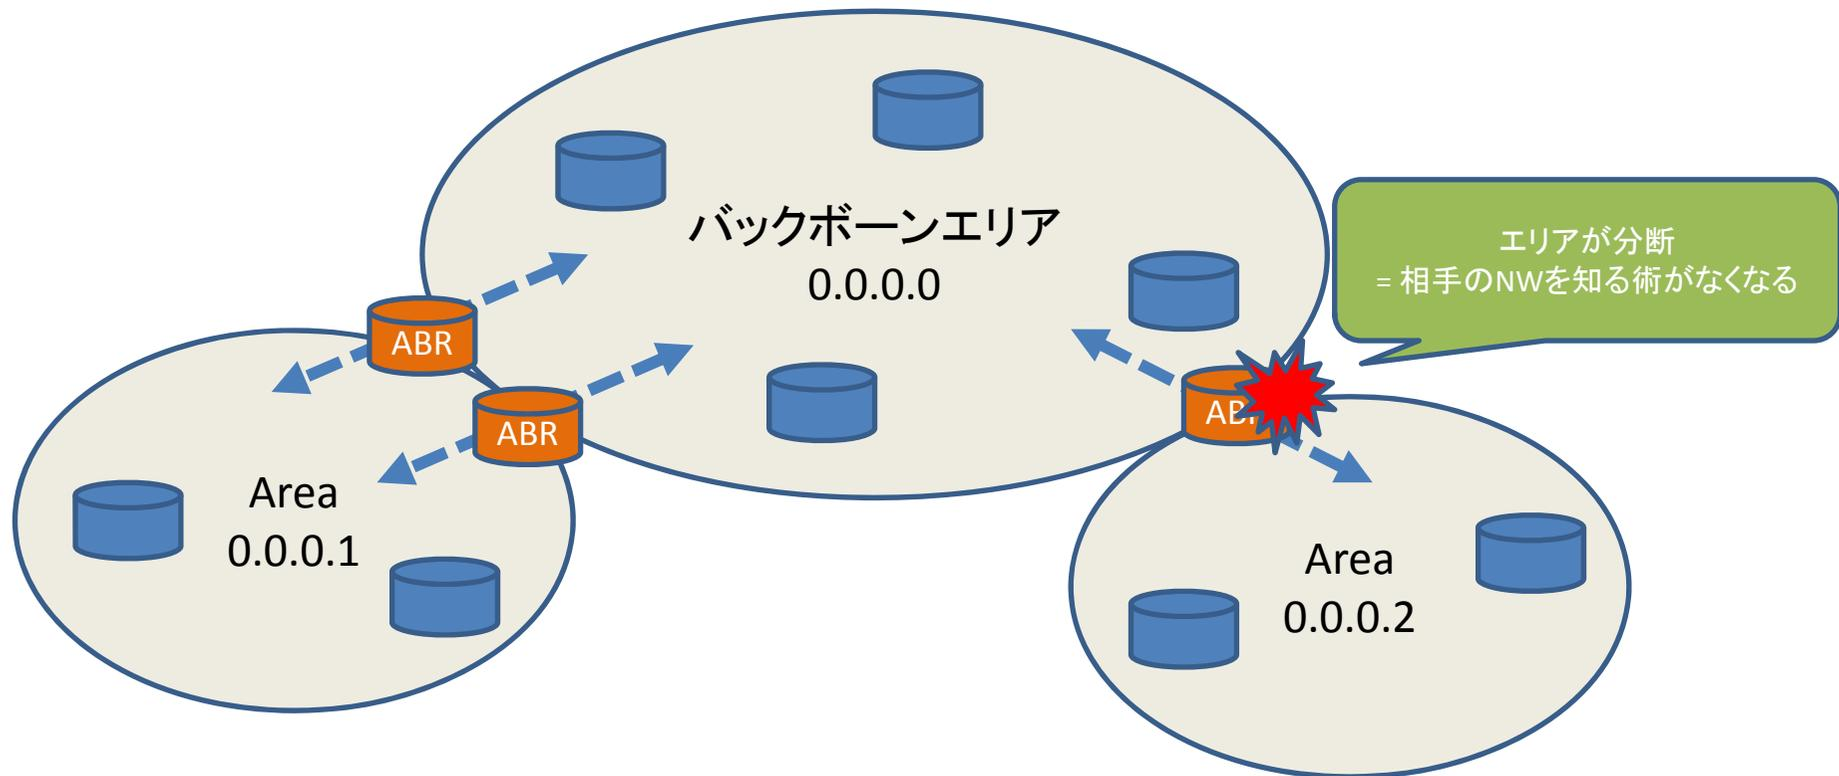 バックボーンエリア
0.0.0.0
エリアが分断
= 相手のNWを知る術がなくなる
ABR
ABR
Area
0.0.0.1
Area
0.0.0.2